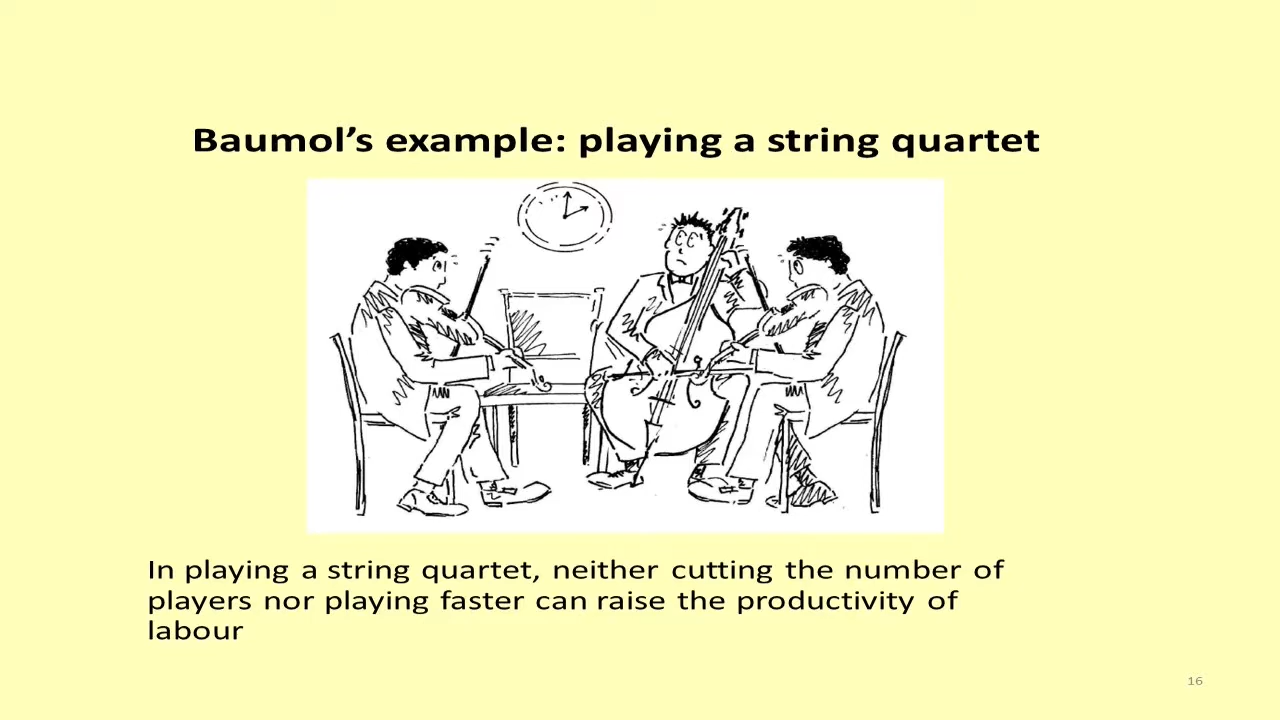 Baumol’s example: playing a string quartet
In playing a string quartet, neither cutting the number of
players nor playing faster can raise the productivity of
labour
16